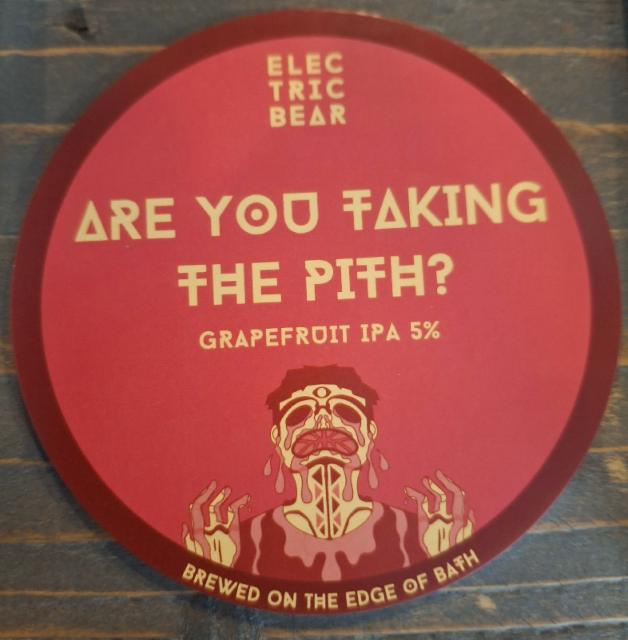 ELEC
TRIC
BEAR
ARE YOU TAKING
THE PITH?
GRAPEFRUIT IPA 5%
BREWED ON THE EDGE OF BATH